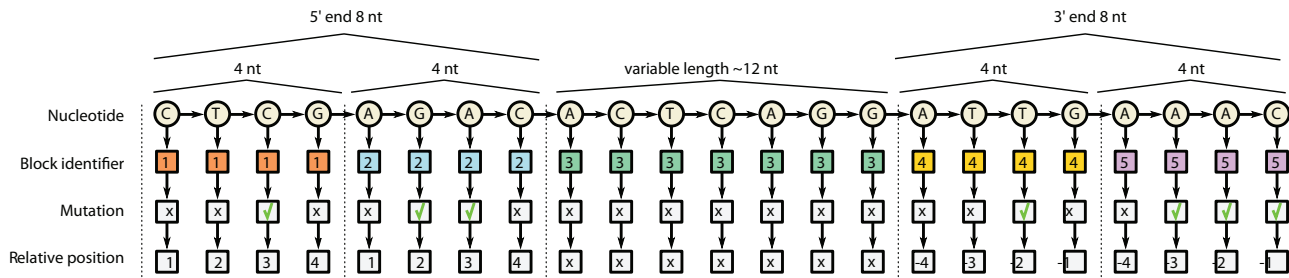 5' end 8 nt 3' end 8 nt
4 nt 4 nt variable length ~12 nt 4 nt 4 nt
Nucleotide C T C G A G A C A C T C A G G A T T G A A A C
Block identifier 1 1 1 1 2 2 2 2 3 3 3 3 3 3 3 4 4 4 4 5 5 5 5
Mutation x x √ x x √ √ x x x x x x x x x x √ x x √ √ √
Relative position 1 2 3 4 1 2 3 4 x x x x x x x -4 -3 -2 -1 -4 -3 -2 -1